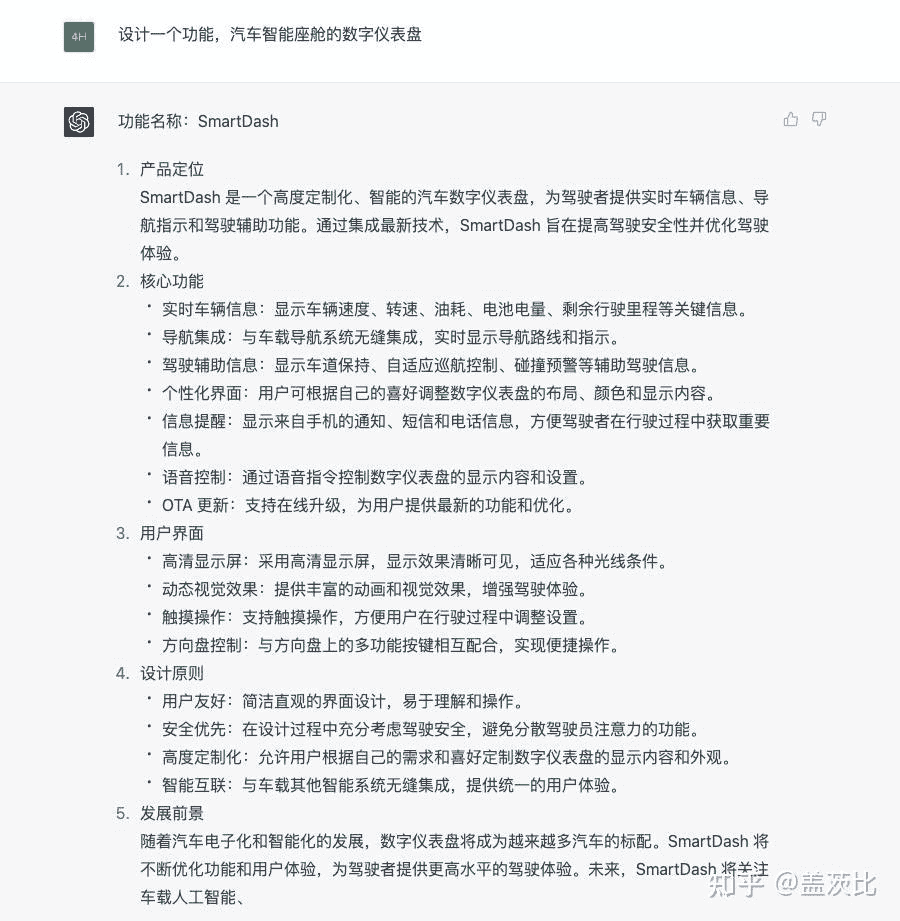 4H
设计一个功能，汽车智能座舱的数字仪表盘
功能名称：SmartDash
1. 产品定位
SmartDash 是一个高度定制化、智能的汽车数字仪表盘，为驾驶者提供实时车辆信息、导
航指示和驾驶辅助功能。通过集成最新技术，SmartDash 旨在提高驾驶安全性并优化驾驶
体验。
2. 核心功能
• 实时车辆信息：显示车辆速度、转速、油耗、电池电量、剩余行驶里程等关键信息。
• 导航集成：与车载导航系统无缝集成，实时显示导航路线和指示。
• 驾驶辅助信息：显示车道保持、自适应巡航控制、碰撞预警等辅助驾驶信息。
• 个性化界面：用户可根据自己的喜好调整数字仪表盘的布局、颜色和显示内容。
• 信息提醒：显示来自手机的通知、短信和电话信息，方便驾驶者在行驶过程中获取重要
信息。
• 语音控制：通过语音指令控制数字仪表盘的显示内容和设置。
• OTA 更新：支持在线升级，为用户提供最新的功能和优化。
3. 用户界面
• 高清显示屏：采用高清显示屏，显示效果清晰可见，适应各种光线条件。
• 动态视觉效果：提供丰富的动画和视觉效果，增强驾驶体验。
• 触摸操作：支持触摸操作，方便用户在行驶过程中调整设置。
• 方向盘控制：与方向盘上的多功能按键相互配合，实现便捷操作。
4. 设计原则
• 用户友好：简洁直观的界面设计，易于理解和操作。
• 安全优先：在设计过程中充分考虑驾驶安全，避免分散驾驶员注意力的功能。
• 高度定制化：允许用户根据自己的需求和喜好定制数字仪表盘的显示内容和外观。
• 智能互联：与车载其他智能系统无缝集成，提供统一的用户体验。
5. 发展前景
随着汽车电子化和智能化的发展，数字仪表盘将成为越来越多汽车的标配。SmartDash 将
不断优化功能和用户体验，为驾驶者提供更高水平的驾驶体验。未来，SmartDash 将关注
车载人工智能、
知乎 @盖茨比